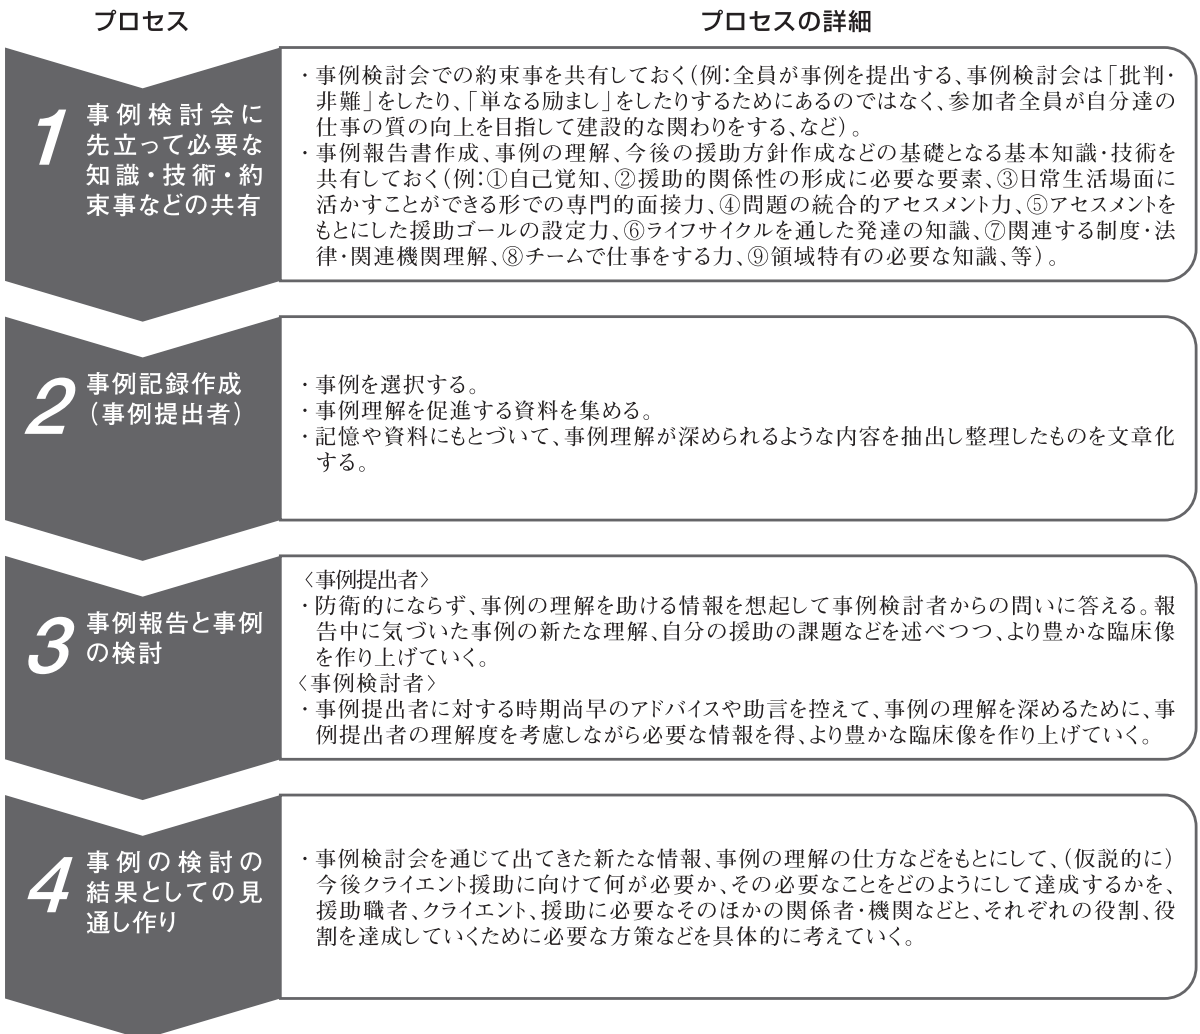 プロセス
プロセスの詳細
1
事例検討会に
先立って必要な
知識・技術・約
束事などの共有
・事例検討会での約束事を共有しておく(例:全員が事例を提出する、事例検討会は「批判・
非難」をしたり、「単なる励まし」をしたりするためにあるのではなく、参加者全員が自分達の
仕事の質の向上を目指して建設的な関わりをする、など)。
・事例報告書作成、事例の理解、今後の援助方針作成などの基礎となる基本知識・技術を
共有しておく(例:①自己覚知、②援助的関係性の形成に必要な要素、③日常生活場面に
活かすことができる形での専門的面接力、④問題の統合的アセスメント力、⑤アセスメントを
もとにした援助ゴールの設定力、⑥ライフサイクルを通した発達の知識、⑦関連する制度・法
律・関連機関理解、⑧チームで仕事をする力、⑨領域特有の必要な知識、等)。
2
事例記録作成
(事例提出者)
・事例を選択する。
・事例理解を促進する資料を集める。
・記憶や資料にもとづいて、事例理解が深められるような内容を抽出し整理したものを文章化
する。
3
事例報告と事例
の検討
〈事例提出者〉
・防衛的にならず、事例の理解を助ける情報を想起して事例検討者からの問いに答える。報
告中に気づいた事例の新たな理解、自分の援助の課題などを述べつつ、より豊かな臨床像
を作り上げていく。
〈事例検討者〉
・事例提出者に対する時期尚早のアドバイスや助言を控えて、事例の理解を深めるために、事
例提出者の理解度を考慮しながら必要な情報を得、より豊かな臨床像を作り上げていく。
4
事例の検討の
結果としての見
通し作り
・事例検討会を通じて出てきた新たな情報、事例の理解の仕方などをもとにして、(仮説的に)
今後クライエント援助に向けて何が必要か、その必要なことをどのようにして達成するかを、
援助職者、クライエント、援助に必要なそのほかの関係者・機関などと、それぞれの役割、役
割を達成していくために必要な方策などを具体的に考えていく。